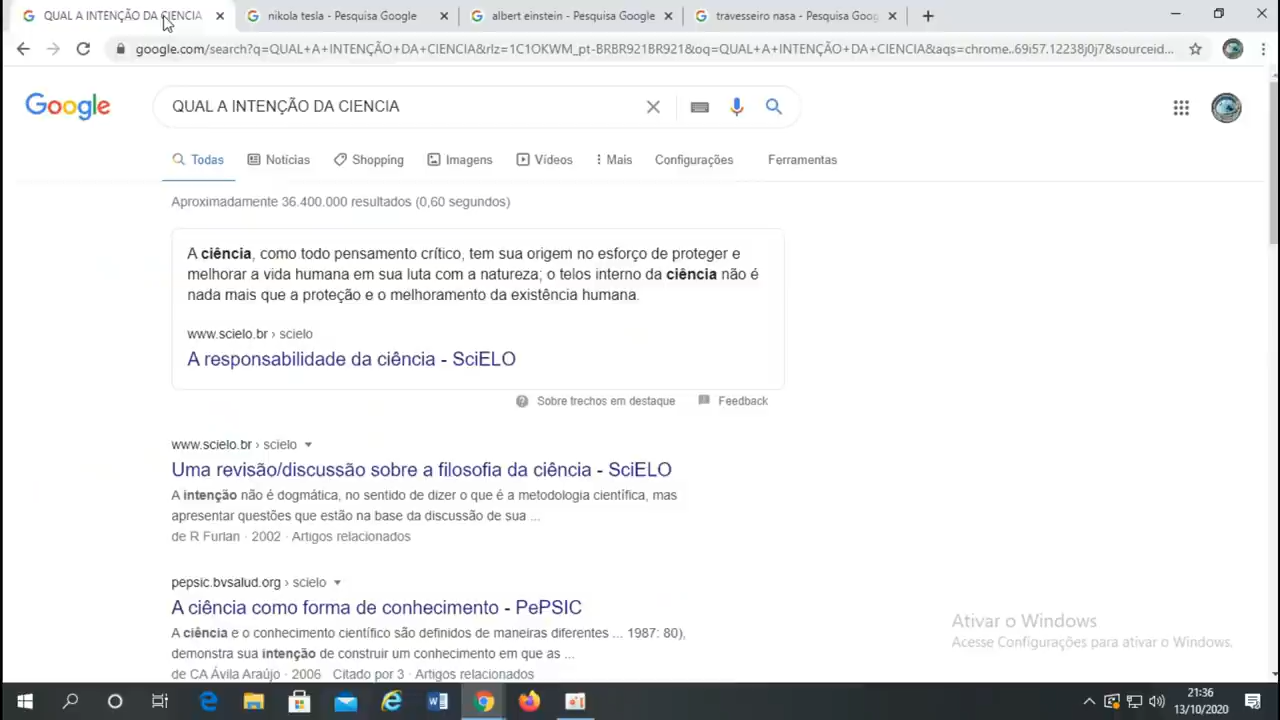 QUAL A INTENÇÃO DA CIENCIA
nikola tesla - Pesquisa Google
albert einstein - Pesquisa Google
travesseiro nasa - Pesquisa Goog
google.com/search?q=QUAL+A+INTENÇÃO+DA+CIENCIA&rlz=1C1OKWM_pt-BRBR921BR921&oq=QUAL+A+INTENÇÃO+DA+CIENCIA&aqs=chrome..69i57.12238j0j7&sourceid...
Google
QUAL A INTENÇÃO DA CIENCIA
Todas
Notícias
Shopping
Imagens
Vídeos
Mais
Configurações
Ferramentas
Aproximadamente 36.400.000 resultados (0,60 segundos)
A ciência, como todo pensamento crítico, tem sua origem no esforço de proteger e
melhorar a vida humana em sua luta com a natureza; o telos interno da ciência não é
nada mais que a proteção e o melhoramento da existência humana.
www.scielo.br › scielo
A responsabilidade da ciência - SciELO
Sobre trechos em destaque
Feedback
www.scielo.br › scielo
Uma revisão/discussão sobre a filosofia da ciência - SciELO
A intenção não é dogmática, no sentido de dizer o que é a metodologia científica, mas
apresentar questões que estão na base da discussão de sua ...
de R Furlan · 2002 · Artigos relacionados
pepsic.bvsalud.org › scielo
A ciência como forma de conhecimento - PePSIC
A ciência e o conhecimento científico são definidos de maneiras diferentes ... 1987: 80),
demonstra sua intenção de construir um conhecimento em que as ...
de CA Ávila Araújo · 2006 Citado por 3 · Artigos relacionados
Ativar o Windows
Acesse Configurações para ativar o Windows.
21:36
13/10/2020